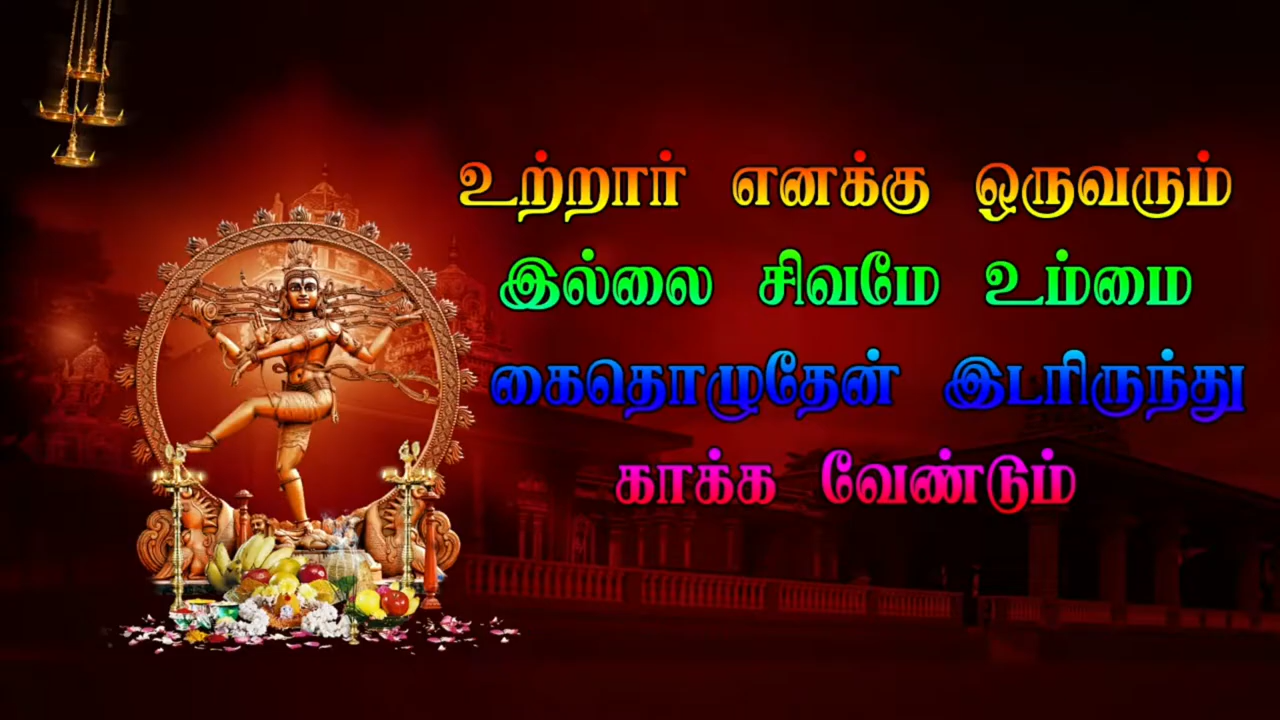 உற்றார் எனக்கு ஒருவரும்
இல்லை சிவமே உம்மை
கைதொழுதேன் இடரிருந்து
காக்க வேண்டும்